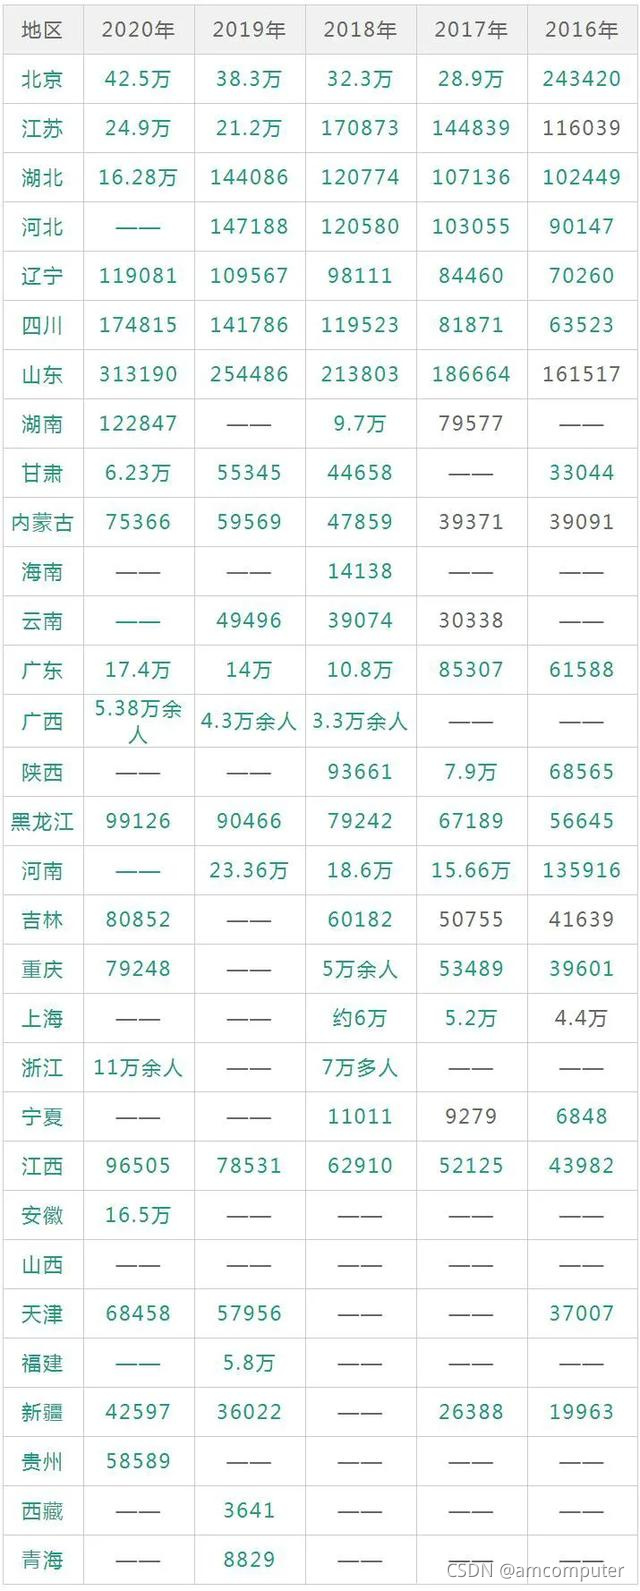 地区 2020年 2019年 2018年 2017年 2016年
北京 42.5万 38.3万 32.3万 28.9万 243420
江苏 24.9万 21.2万 170873 144839 116039
湖北 16.28万 144086 120774 107136 102449
河北 —— 147188 120580 103055 90147
辽宁 119081 109567 98111 84460 70260
四川 174815 141786 119523 81871 63523
山东 313190 254486 213803 186664 161517
湖南 122847 —— 9.7万 79577 ——
甘肃 6.23万 55345 44658 —— 33044
内蒙古 75366 59569 47859 39371 39091
海南 —— —— 14138 —— ——
云南 —— 49496 39074 30338 ——
广东 17.4万 14万 10.8万 85307 61588
广西 5.38万余人 4.3万余人 3.3万余人 —— ——
陕西 —— —— 93661 7.9万 68565
黑龙江 99126 90466 79242 67189 56645
河南 —— 23.36万 18.6万 15.66万 135916
吉林 80852 —— 60182 50755 41639
重庆 79248 —— 5万余人 53489 39601
上海 —— —— 约6万 5.2万 4.4万
浙江 11万余人 —— 7万多人 —— ——
宁夏 —— —— 11011 9279 6848
江西 96505 78531 62910 52125 43982
安徽 16.5万 —— —— —— ——
山西 —— —— —— —— ——
天津 68458 57956 —— —— 37007
福建 —— 5.8万 —— —— ——
新疆 42597 36022 —— 26388 19963
贵州 58589 —— —— —— ——
西藏 —— 3641 —— —— ——
青海 —— 8829 —— —— ——
CSDN @amcomputer